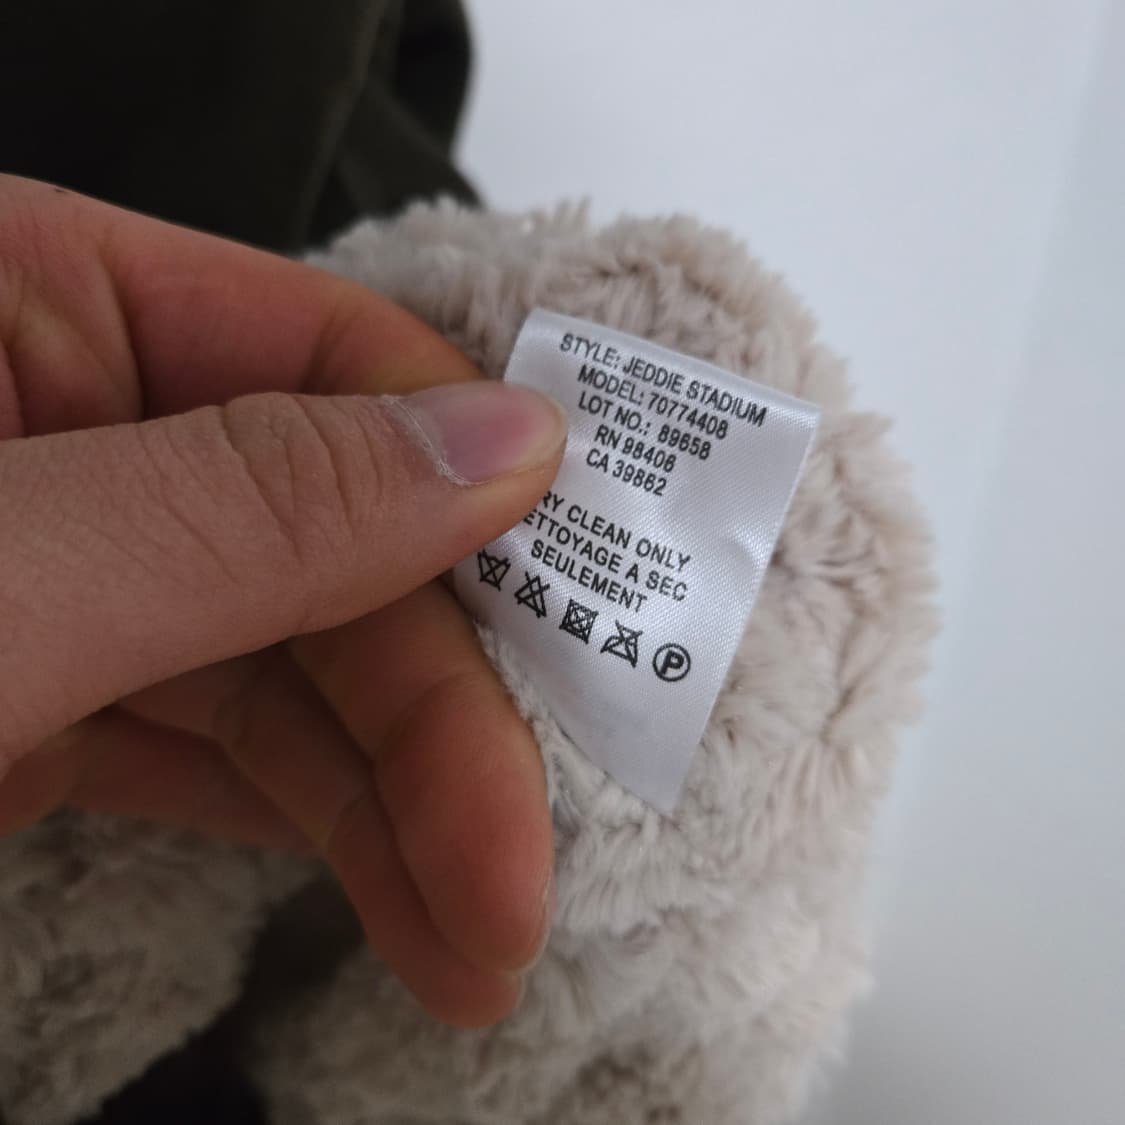 STYLE: JEDDIE STADIUM
MODEL: 70774408
LOT NO.: 89658
RN 98406
CA 39862
RY CLEAN ONLY
ETTOYAGE A SEC
SEULEMENT
P